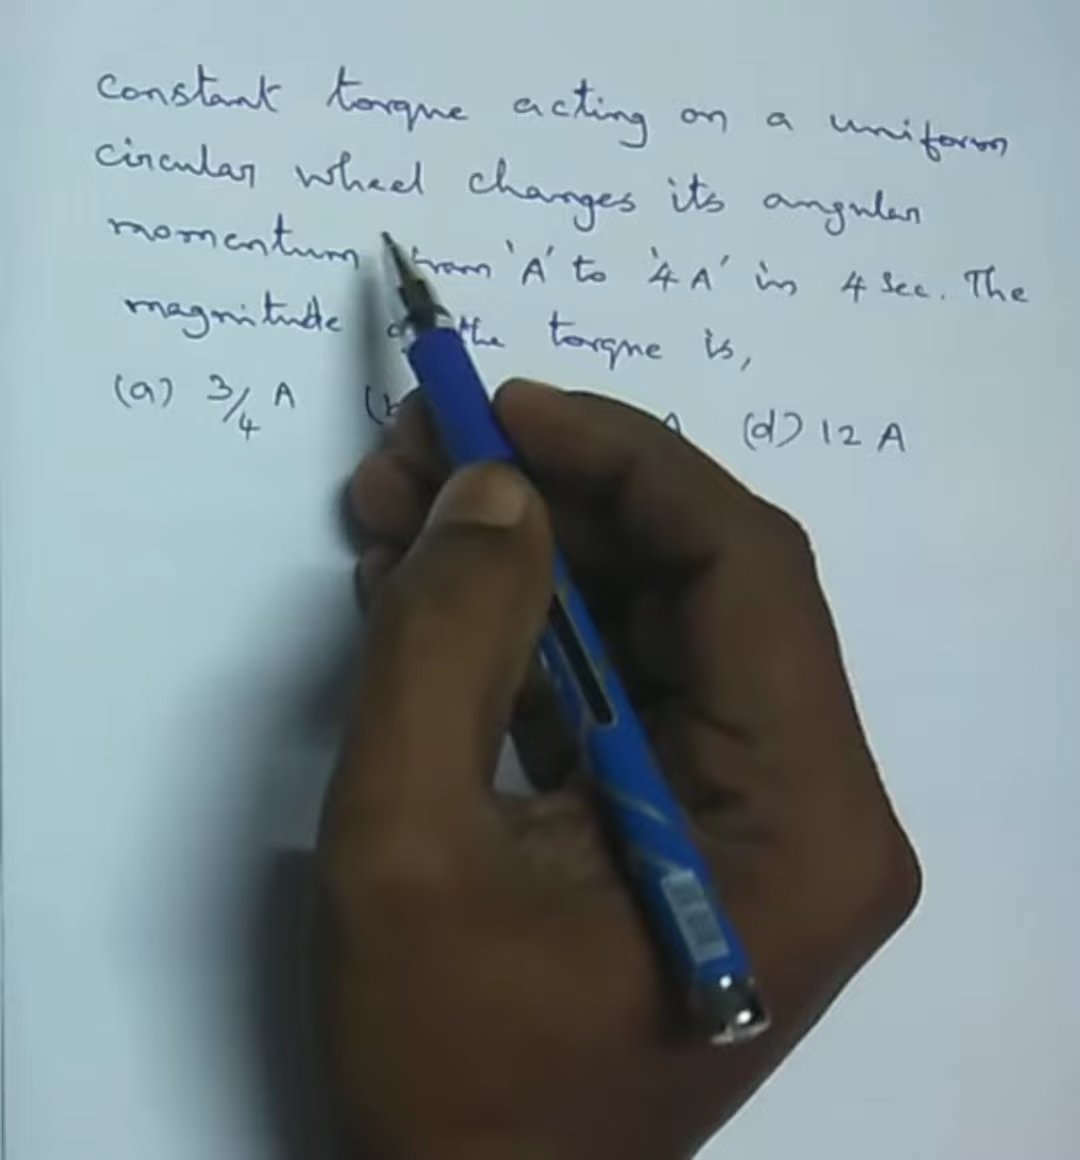 constant torque acting on a uniform
circular wheel changes its angular
momentum from 'A' to '4A' in 4 Sec. The
magnitude the torque is,
(a) 3/4 A (b A (d) 12 A